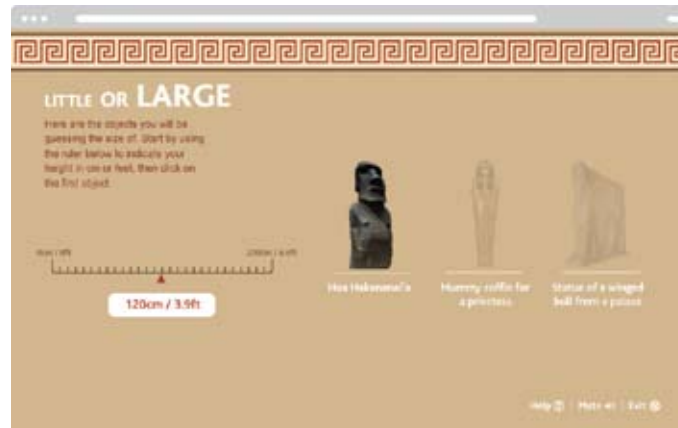 LITTLE OR LARGE
Here are the objects you will be
guessing the size of. Start by using
the ruler below to indicate your
height in cm or feet, then click on
the first object.
120cm / 3.9ft
Hoa Hakananai'a
Mummy coffin for
a priestess
Statue of a winged
bull from a palace
Help
Exit